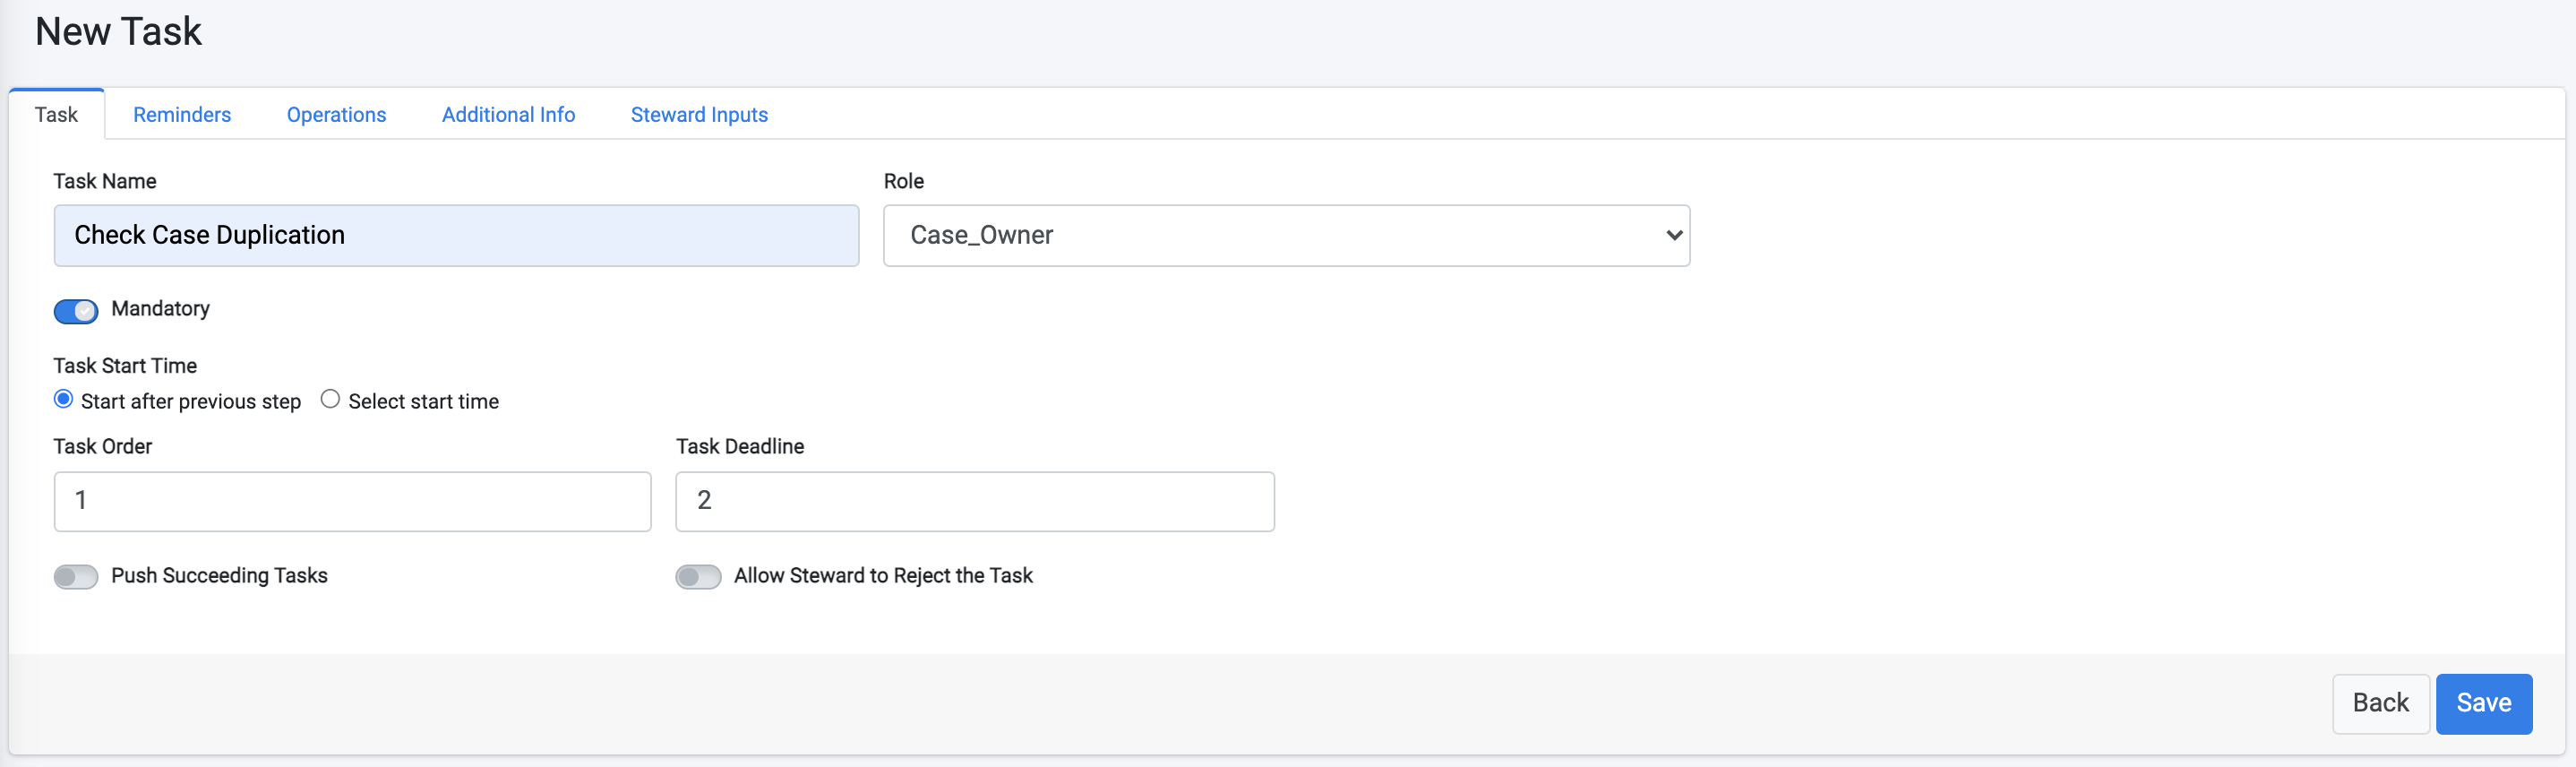 New Task
Task Reminders Operations Additional Info Steward Inputs
Task Name Role
Check Case Duplication Case_Owner
Mandatory
Task Start Time
Start after previous step Select start time
Task Order Task Deadline
1 2
Push Succeeding Tasks Allow Steward to Reject the Task
Back Save